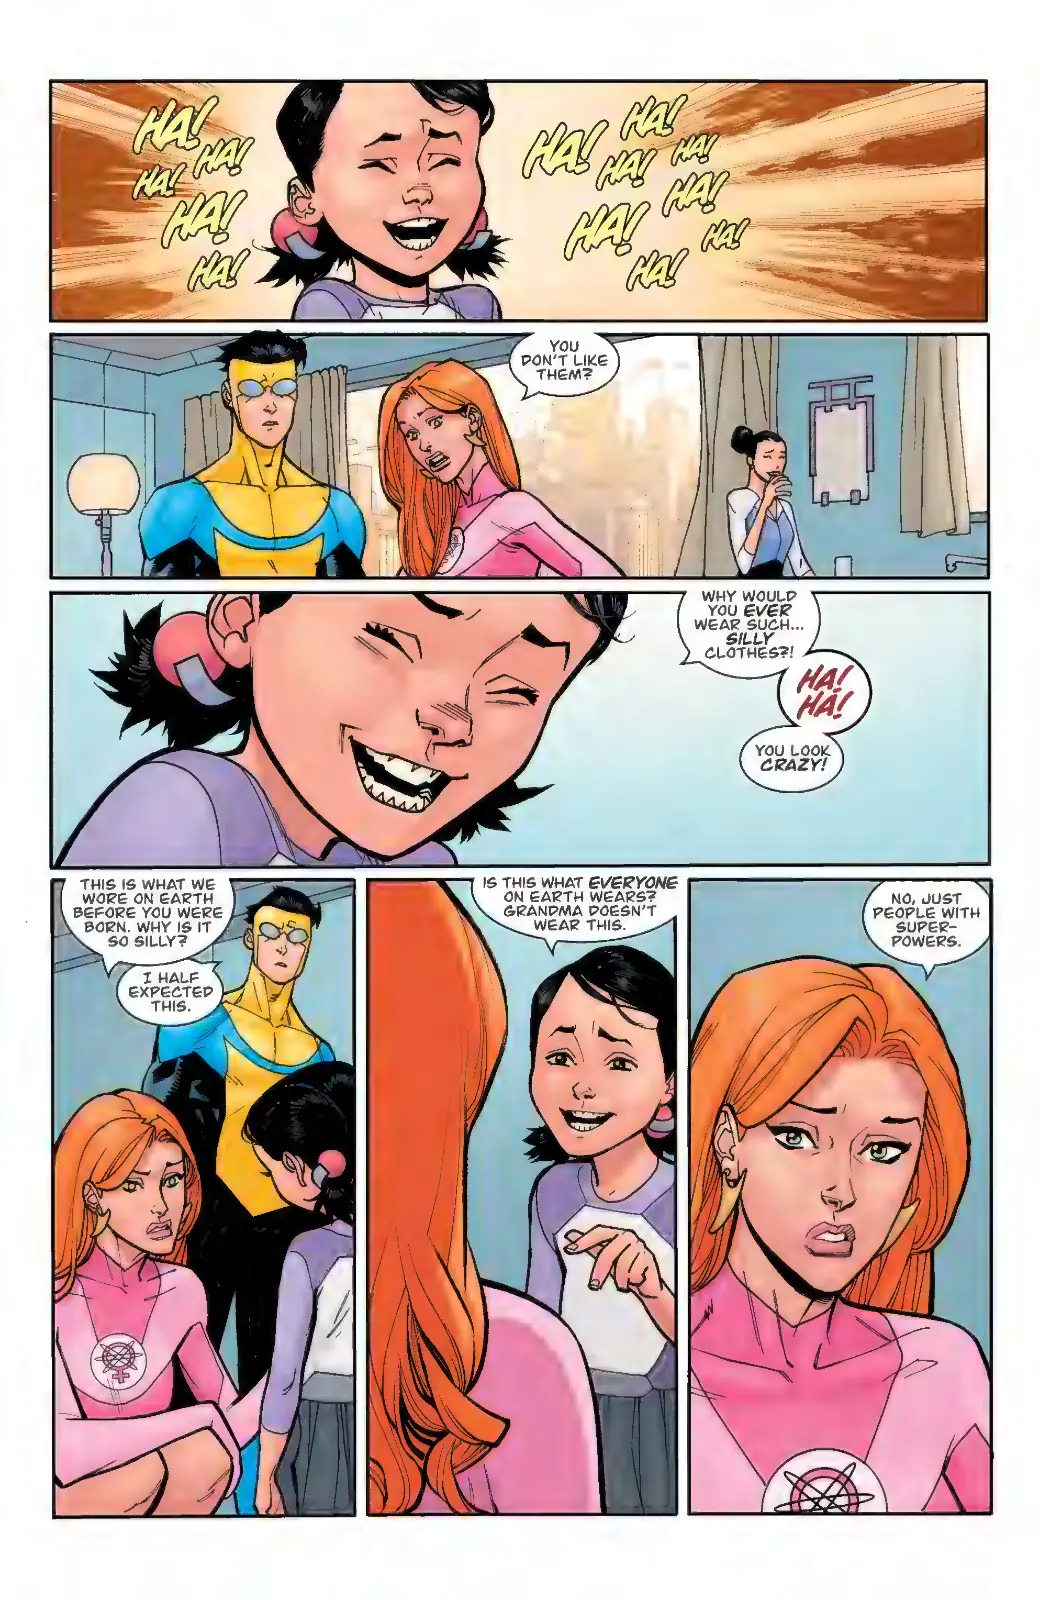 HA!
HA!
HA!
HA!
HA!
HA!
HA!
HA!
HA!
HA!
HA!
HA!
HA!
YOU
DON'T LIKE
THEM?
WHY WOULD
YOU EVER
WEAR SUCH...
SILLY
CLOTHES?!
HA!
HA!
YOU LOOK
CRAZY!
THIS IS WHAT WE
WORE ON EARTH
BEFORE YOU WERE
BORN. WHY IS IT
SO SILLY?
I HALF
EXPECTED
THIS.
IS THIS WHAT EVERYONE
ON EARTH WEARS?
GRANDMA DOESN'T
WEAR THIS.
NO, JUST
PEOPLE WITH
SUPER-
POWERS.